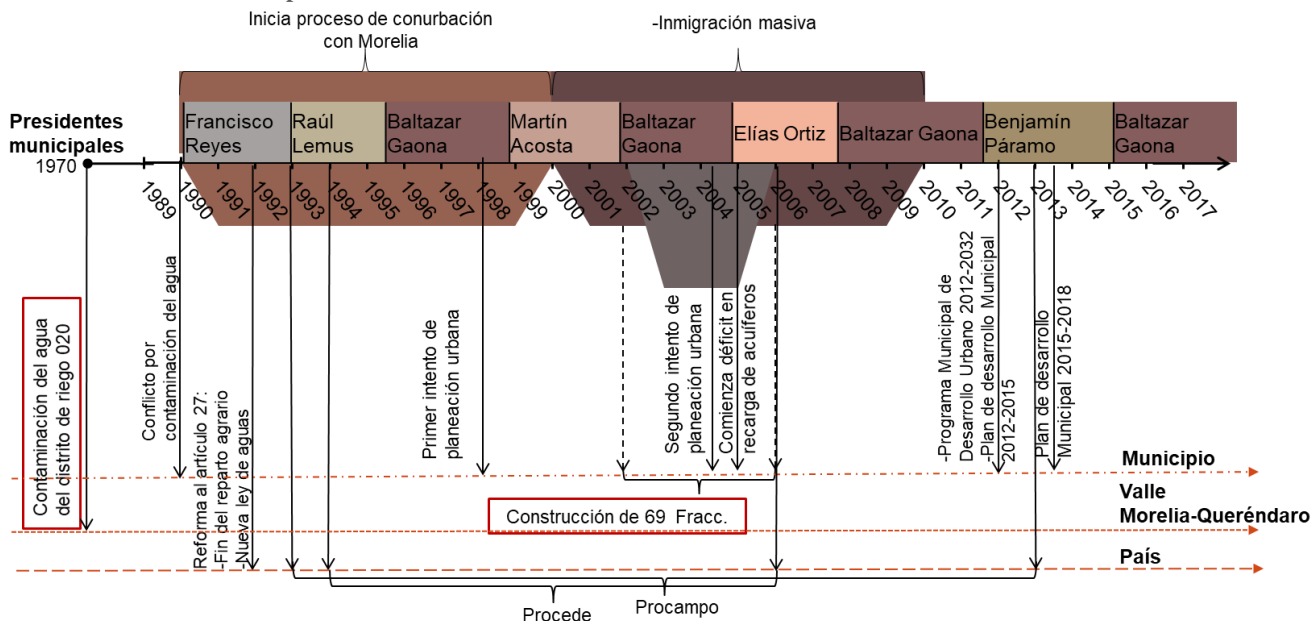 Inicia proceso de conurbación
con Morelia
-Inmigración masiva
Presidentes
municipales
1970
Francisco
Reyes
Raúl
Lemus
Baltazar
Gaona
Martín
Acosta
Baltazar
Gaona
Elías Ortiz
Baltazar Gaona
Benjamín
Páramo
Baltazar
Gaona
1989
1990
1991
1992
1993
1994
1995
1996
1997
1998
1999
2000
2001
2002
2003
2004
2005
2006
2007
2008
2009
2010
2011
2012
2013
2014
2015
2016
2017
Contaminación del agua
del distrito de riego 020
Conflicto por
contaminación del agua
Reforma al artículo 27:
-Fin del reparto agrario
-Nueva ley de aguas
Primer intento de
planeación urbana
Segundo intento de
planeación urbana
Comienza déficit en
recarga de acuíferos
-Programa Municipal de
Desarrollo Urbano 2012-2032
-Plan de desarrollo Municipal
2012-2015
Plan de desarrollo
Municipal 2015-2018
Municipio
Construcción de 69 Fracc.
Valle
Morelia-Queréndaro
País
Procede
Procampo